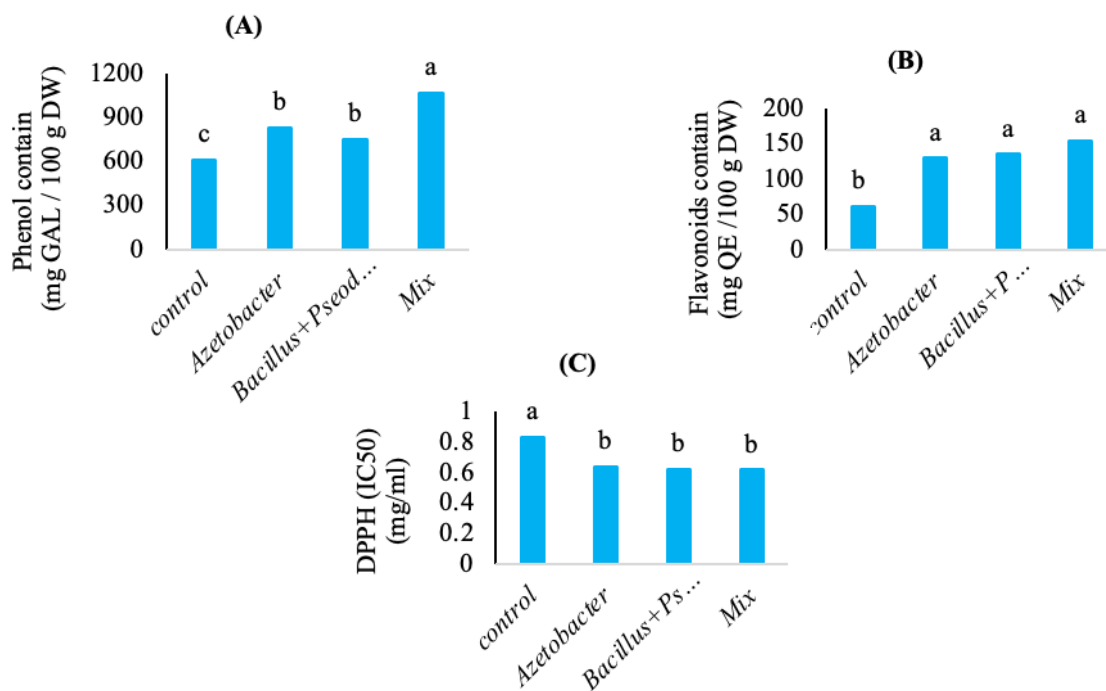 (A)
Phenol contain
(mg GAL / 100 g DW)
1200
900
600
300
0
c
b
b
a
control
Azetobacter
Bacillus+Pseod...
Mix
(B)
Flavonoids contain
(mg QE /100 g DW)
200
150
100
50
0
b
a
a
a
control
Azetobacter
Bacillus+P...
Mix
(C)
DPPH (IC50)
(mg/ml)
1
0.8
0.6
0.4
0.2
0
a
b
b
b
control
Azetobacter
Bacillus+Ps...
Mix